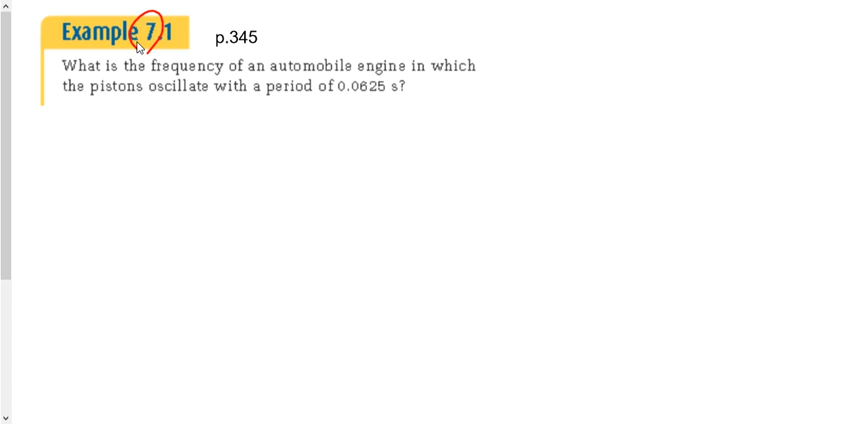 Example 7.1
p.345
What is the frequency of an automobile engine in which
the pistons oscillate with a period of 0.0625 s?